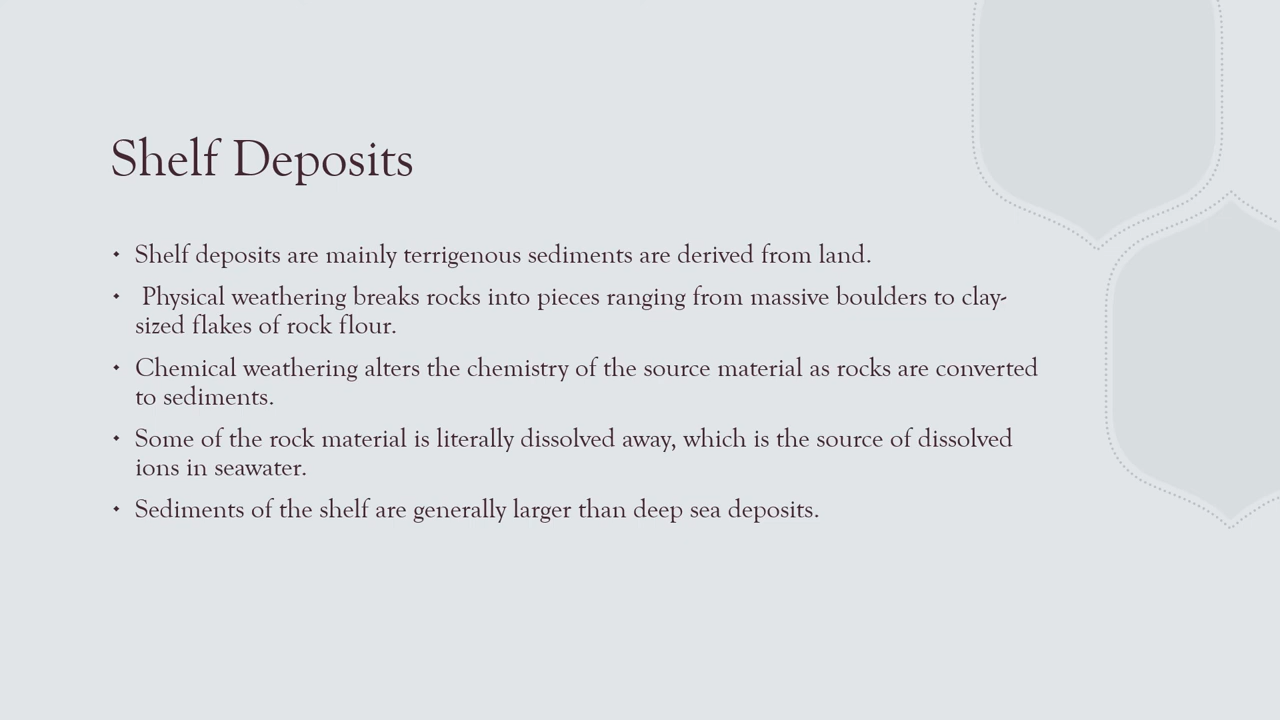 Shelf Deposits
Shelf deposits are mainly terrigenous sediments are derived from land.
Physical weathering breaks rocks into pieces ranging from massive boulders to clay-
sized flakes of rock flour.
Chemical weathering alters the chemistry of the source material as rocks are converted
to sediments.
Some of the rock material is literally dissolved away, which is the source of dissolved
ions in seawater.
Sediments of the shelf are generally larger than deep sea deposits.